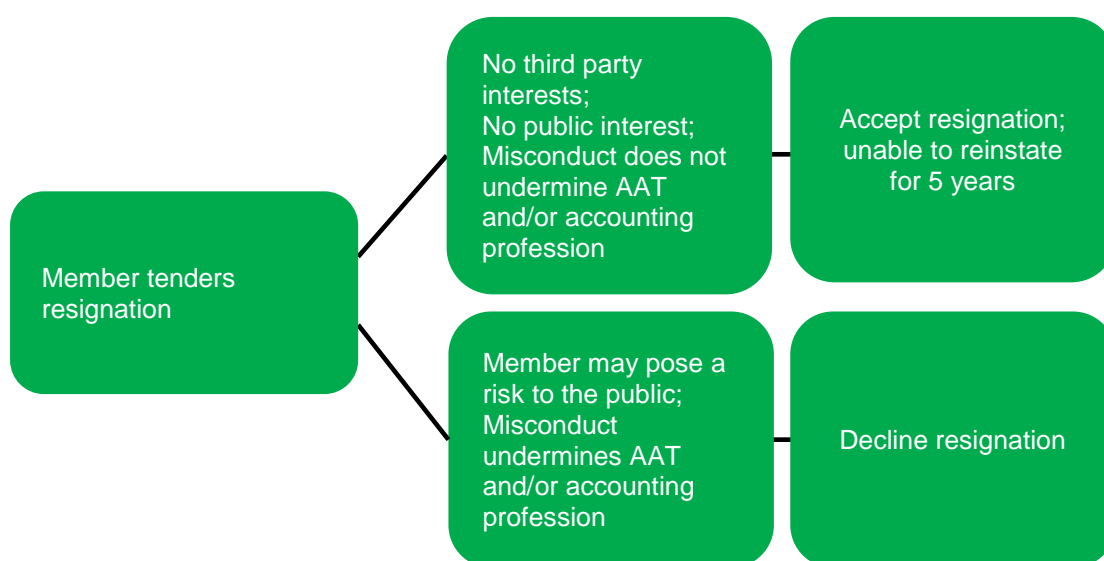 Member tenders
resignation
No third party
interests;
No public interest;
Misconduct does not
undermine AAT
and/or accounting
profession
Accept resignation;
unable to reinstate
for 5 years
Member may pose a
risk to the public;
Misconduct
undermines AAT
and/or accounting
profession
Decline resignation